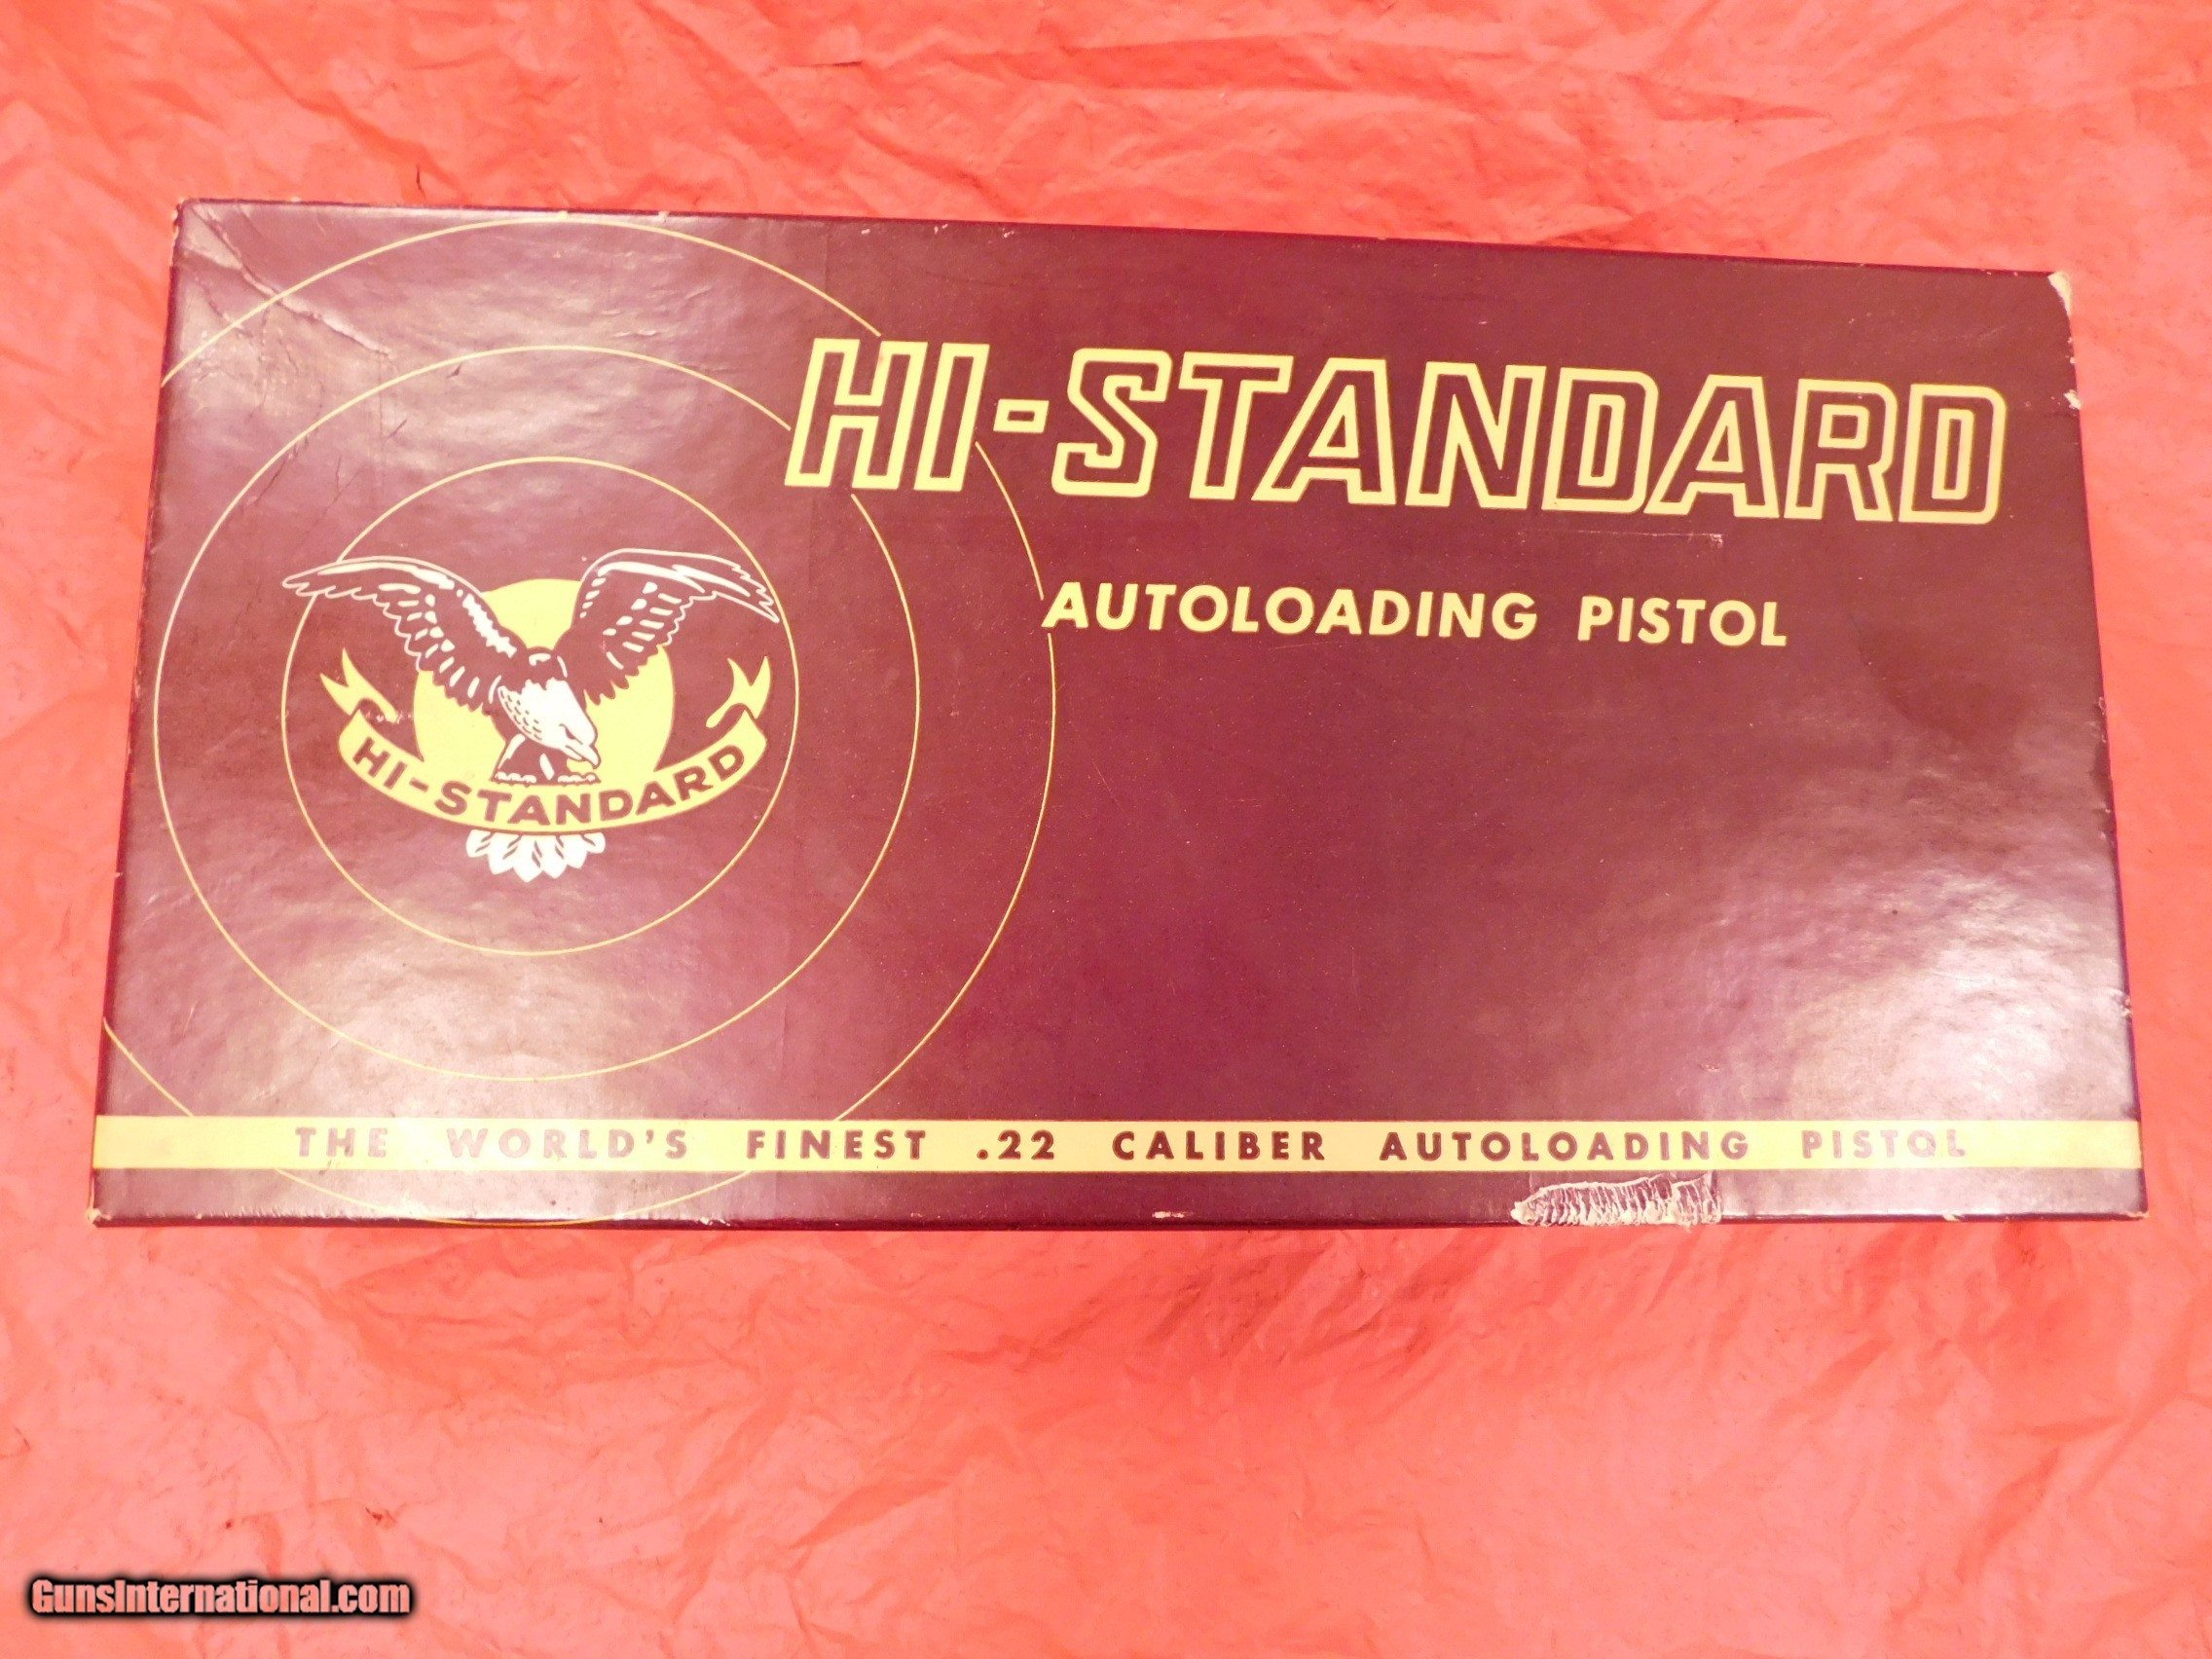 HI-STANDARD
AUTOLOADING PISTOL
HI-STANDARD
THE WORLD'S FINEST .22 CALIBER AUTOLOADING PISTOL
GunsInternational.com